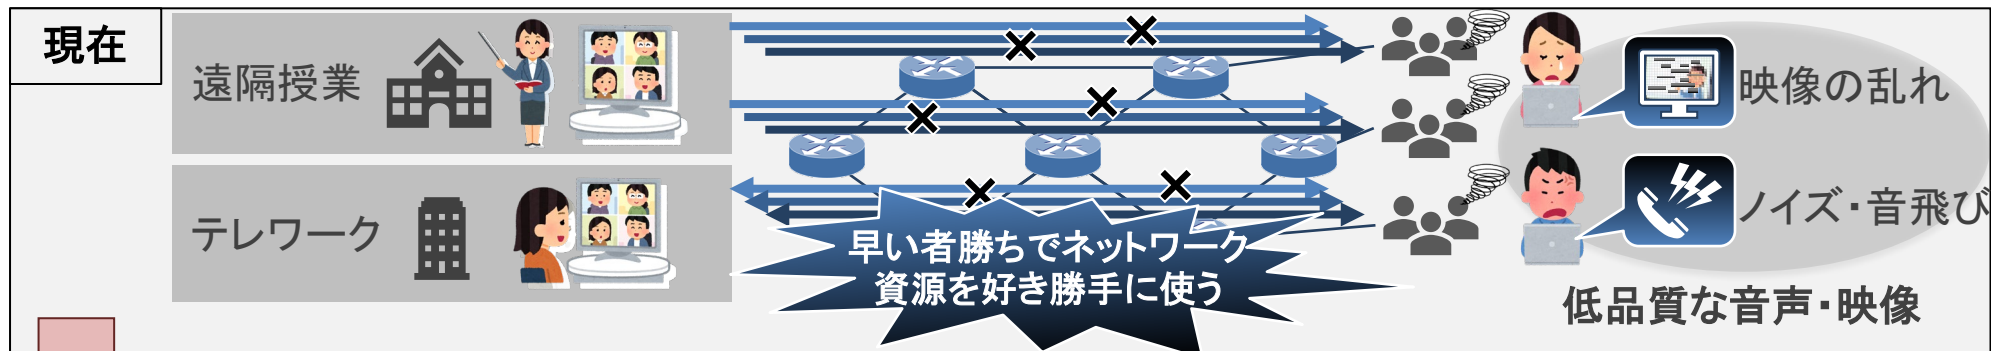 現在
遠隔授業
テレワーク
早い者勝ちでネットワーク
資源を好き勝手に使う
映像の乱れ
ノイズ・音飛び
低品質な音声・映像